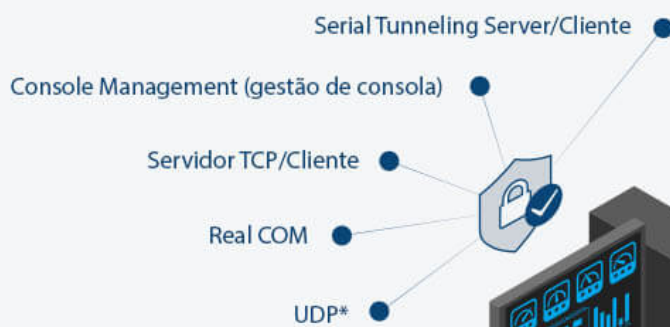 Serial Tunneling Server/Cliente
Console Management (gestão de consola)
Servidor TCP/Cliente
Real COM
UDP*